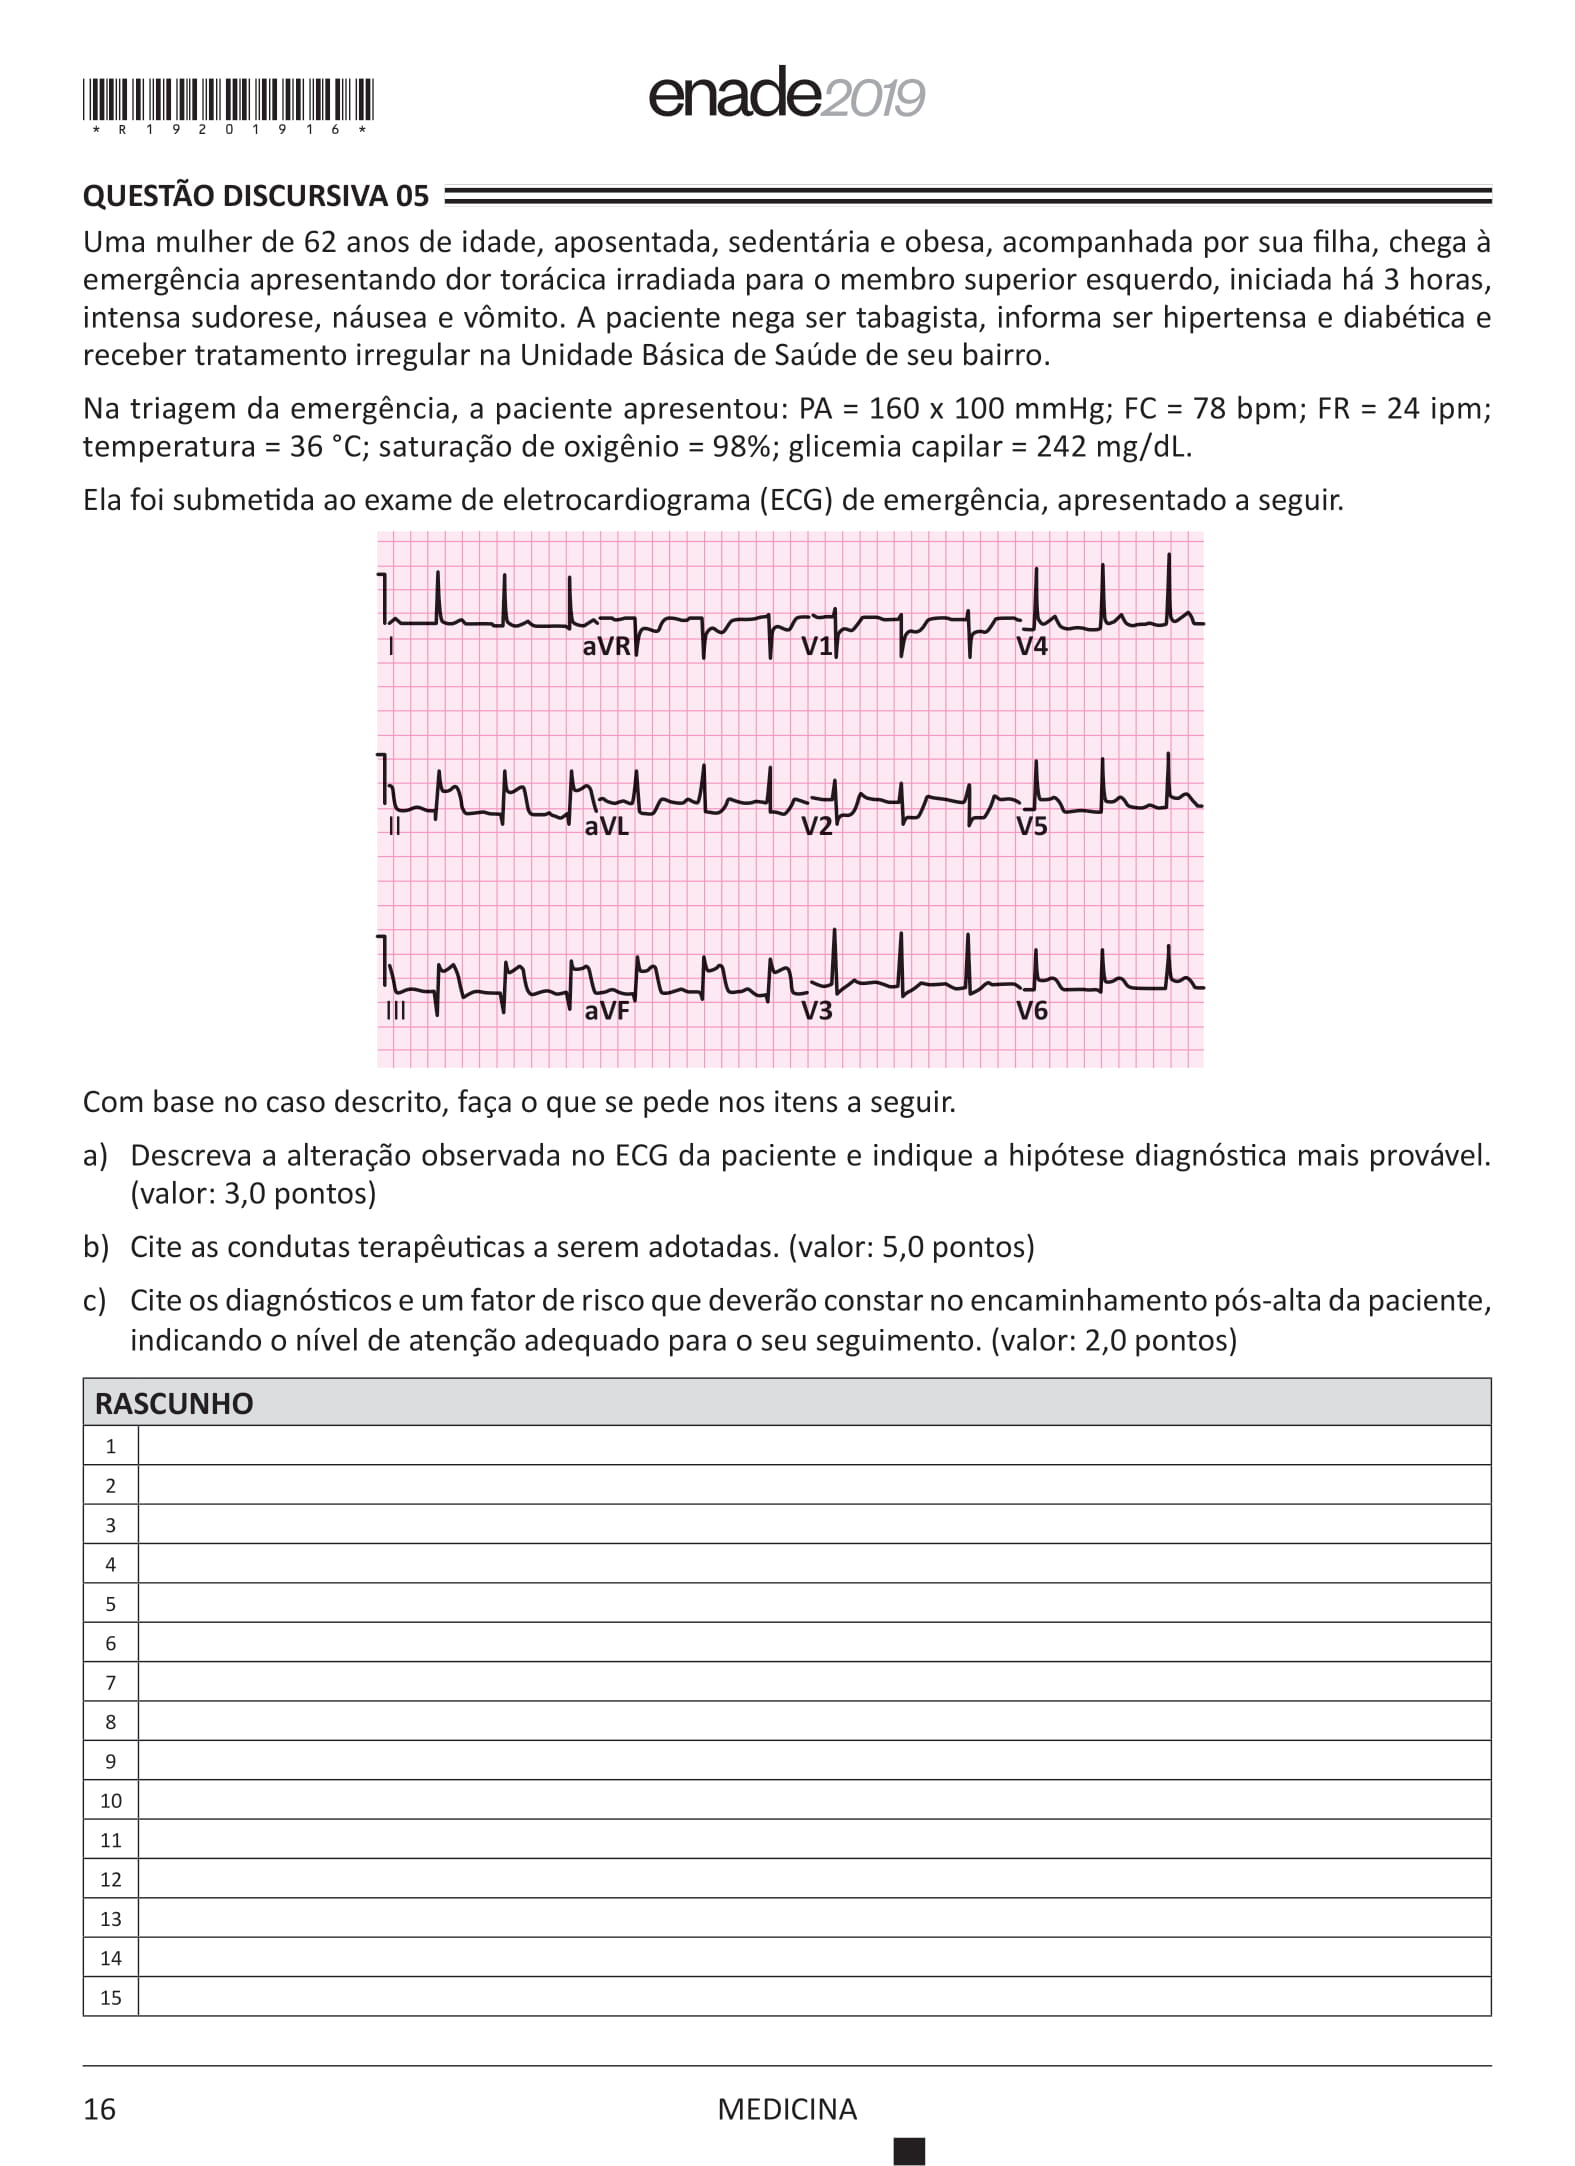 * R 1 9 2 0 1 9 1 6 *
enade2019
QUESTÃO DISCURSIVA 05
Uma mulher de 62 anos de idade, aposentada, sedentária e obesa, acompanhada por sua filha, chega à
emergência apresentando dor torácica irradiada para o membro superior esquerdo, iniciada há 3 horas,
intensa sudorese, náusea e vômito. A paciente nega ser tabagista, informa ser hipertensa e diabética e
receber tratamento irregular na Unidade Básica de Saúde de seu bairro.
Na triagem da emergência, a paciente apresentou: PA = 160 x 100 mmHg; FC = 78 bpm; FR = 24 ipm;
temperatura = 36 °C; saturação de oxigênio = 98%; glicemia capilar = 242 mg/dL.
Ela foi submetida ao exame de eletrocardiograma (ECG) de emergência, apresentado a seguir.
I aVR V1 V4
II aVL V2 V5
III aVF V3 V6
Com base no caso descrito, faça o que se pede nos itens a seguir.
a) Descreva a alteração observada no ECG da paciente e indique a hipótese diagnóstica mais provável.
(valor: 3,0 pontos)
b) Cite as condutas terapêuticas a serem adotadas. (valor: 5,0 pontos)
c) Cite os diagnósticos e um fator de risco que deverão constar no encaminhamento pós-alta da paciente,
indicando o nível de atenção adequado para o seu seguimento. (valor: 2,0 pontos)
RASCUNHO
1
2
3
4
5
6
7
8
9
10
11
12
13
14
15
16 MEDICINA